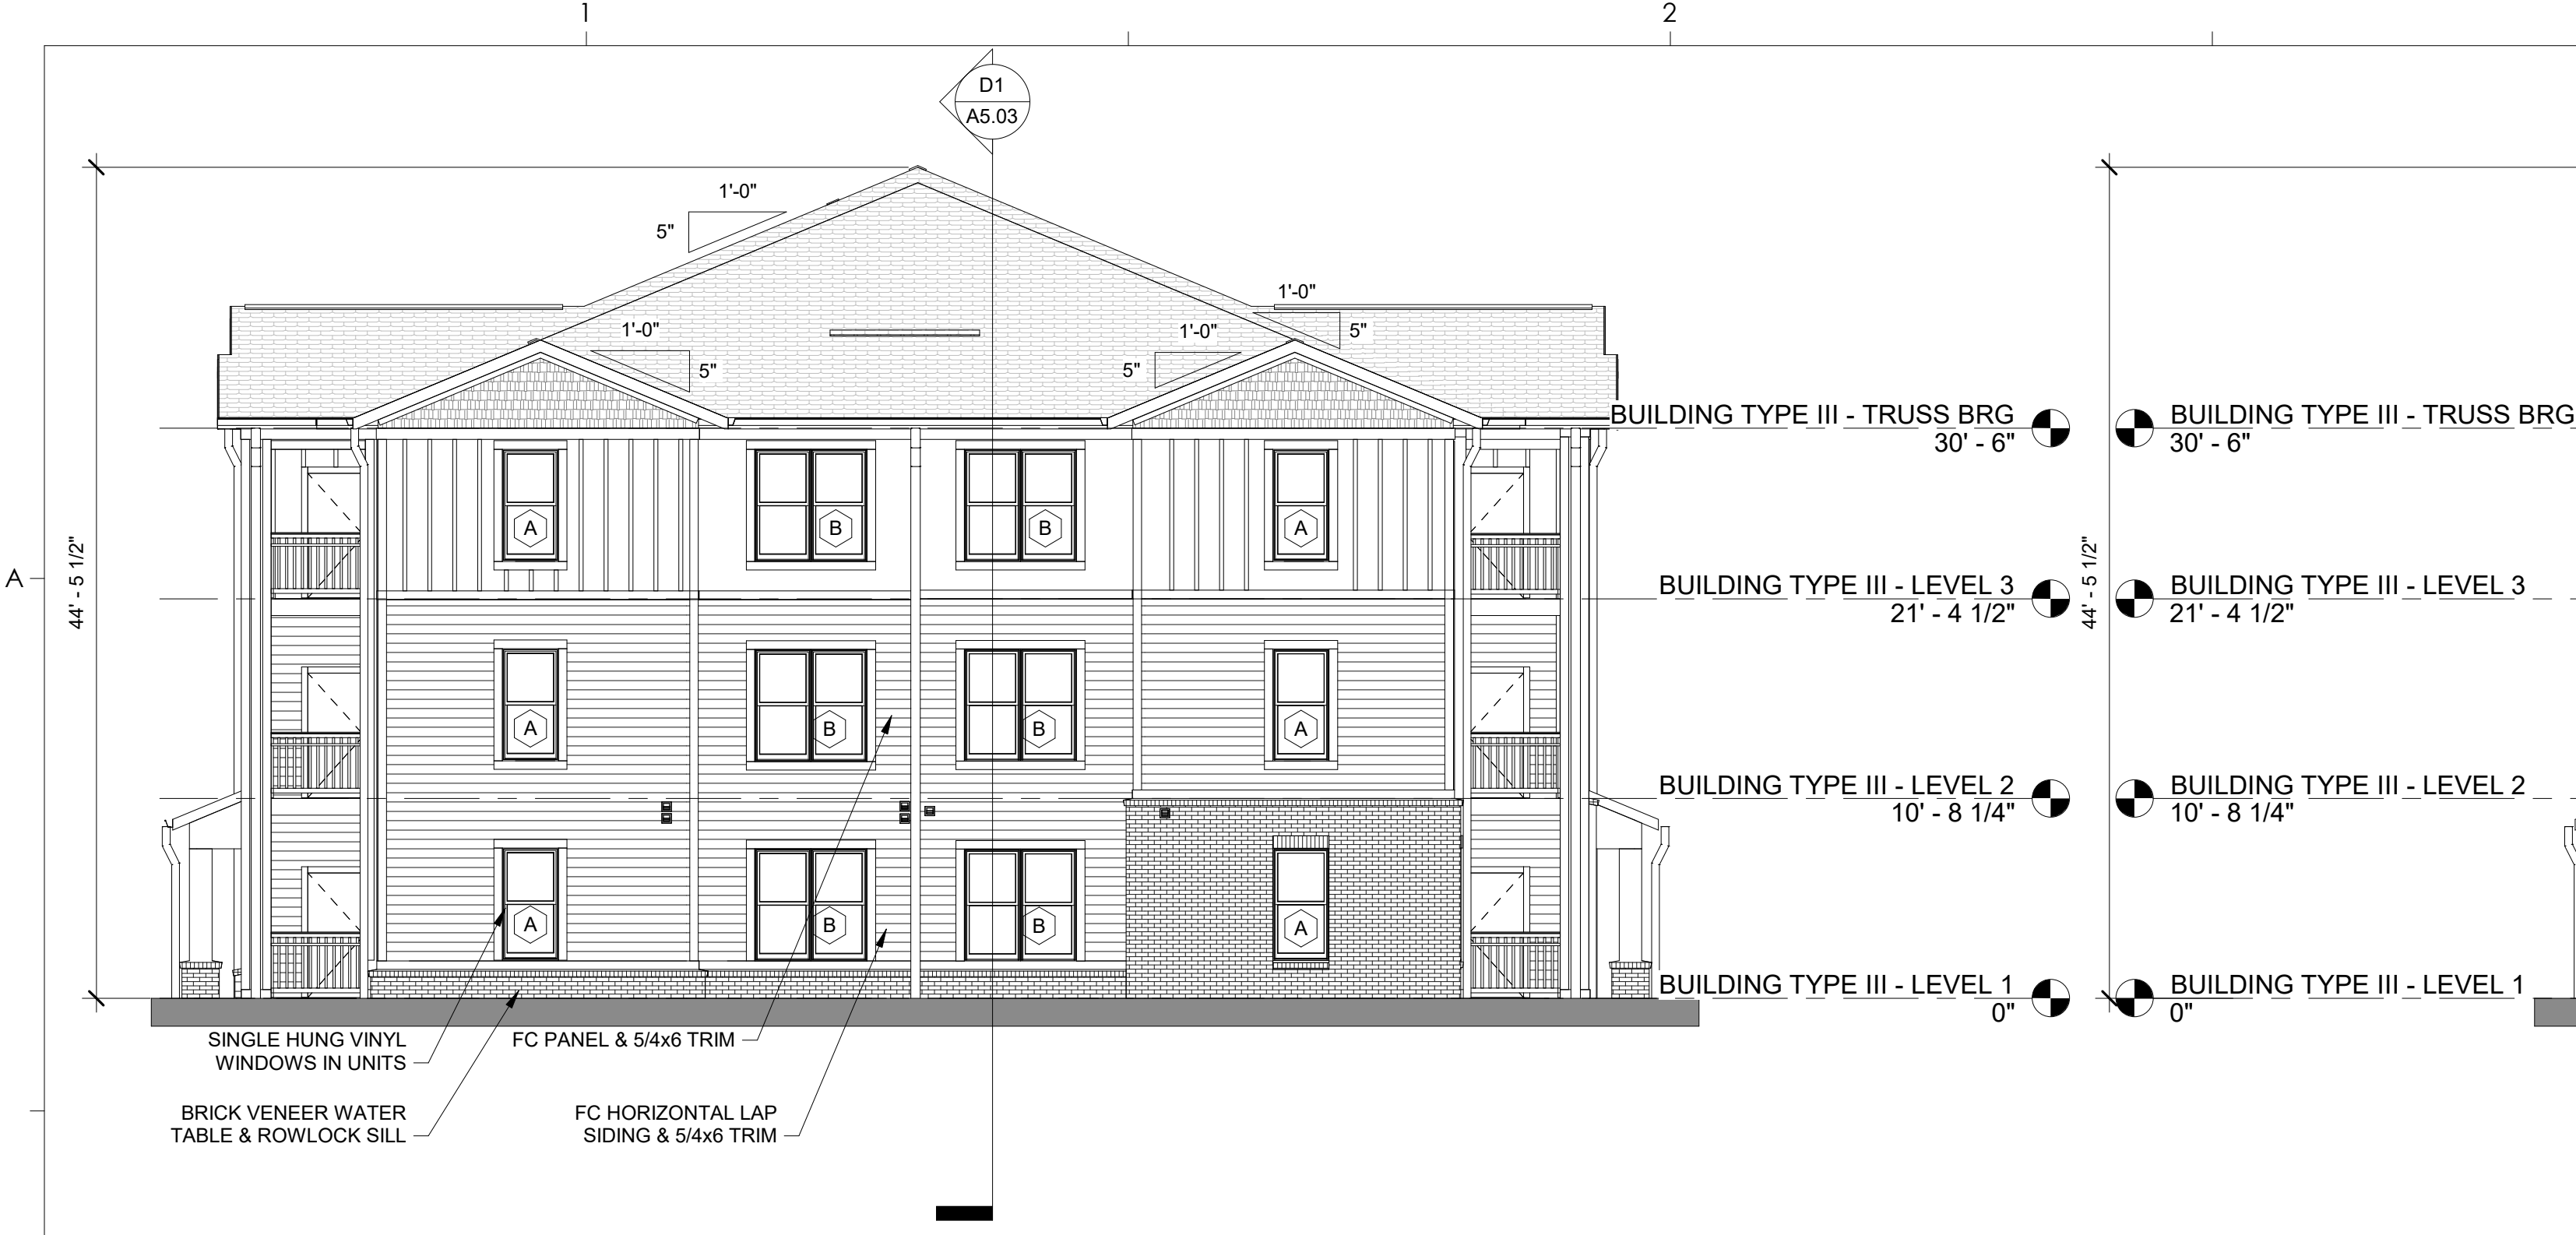 1
2
D1
A5.03
1'-0"
5"
1'-0"
5"
1'-0"
5"
1'-0"
5"
BUILDING TYPE III - TRUSS BRG
30' - 6"
BUILDING TYPE III - TRUSS BRG
30' - 6"
A
B
B
A
A
44' - 5 1/2"
44' - 5 1/2"
BUILDING TYPE III - LEVEL 3
21' - 4 1/2"
BUILDING TYPE III - LEVEL 3
21' - 4 1/2"
A
B
B
A
BUILDING TYPE III - LEVEL 2
10' - 8 1/4"
BUILDING TYPE III - LEVEL 2
10' - 8 1/4"
A
B
B
A
BUILDING TYPE III - LEVEL 1
0"
BUILDING TYPE III - LEVEL 1
0"
SINGLE HUNG VINYL
WINDOWS IN UNITS
FC PANEL & 5/4x6 TRIM
BRICK VENEER WATER
TABLE & ROWLOCK SILL
FC HORIZONTAL LAP
SIDING & 5/4x6 TRIM